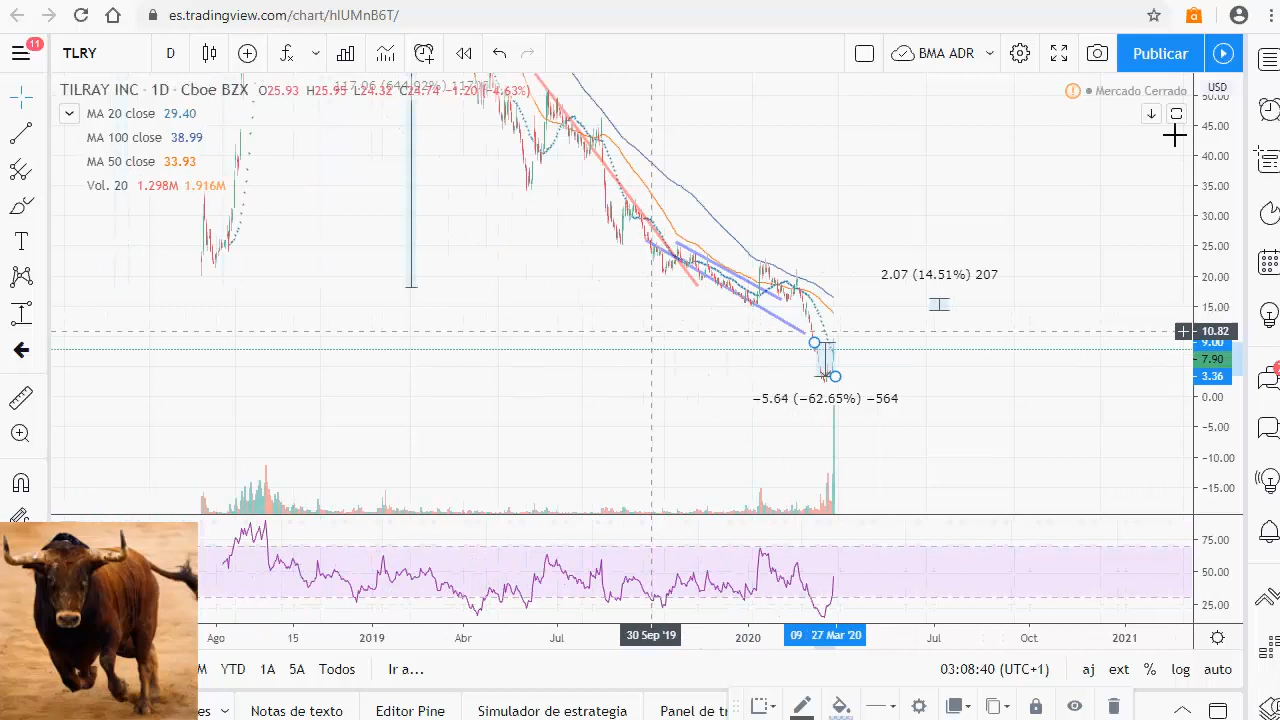 es.tradingview.com/chart/hlUMnB6T/
11
TLRY
D
BMA ADR
Publicar
TILRAY INC · 1D · Cboe BZX
O25.93 H25.95 L24.32 C24.74 −1.20 (−4.63%)
Mercado Cerrado
USD
MA 20 close 29.40
MA 100 close 38.99
MA 50 close 33.93
Vol. 20 1.298M 1.916M
50.00
45.00
40.00
35.00
30.00
25.00
20.00
15.00
10.82
9.00
7.90
3.36
0.00
−5.00
−10.00
−15.00
2.07 (14.51%) 207
−5.64 (−62.65%) −564
75.00
50.00
25.00
Ago 15 2019 Abr Jul 30 Sep '19 2020 09 27 Mar '20 Jul Oct 2021
M YTD 1A 5A Todos Ir a...
03:08:40 (UTC+1) aj ext % log auto
es Notas de texto Editor Pine Simulador de estrategia Panel de tr